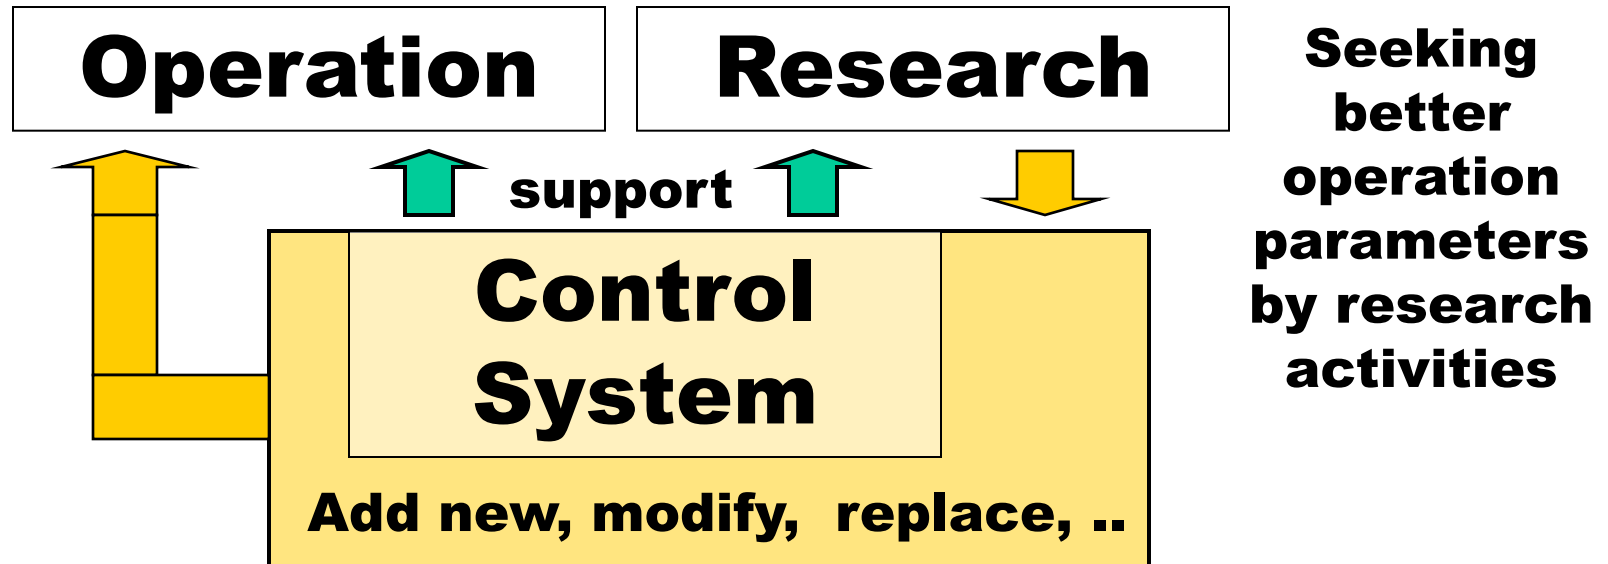 Operation
Research
support
Control
System
Add new, modify, replace, ..
Seeking
better
operation
parameters
by research
activities